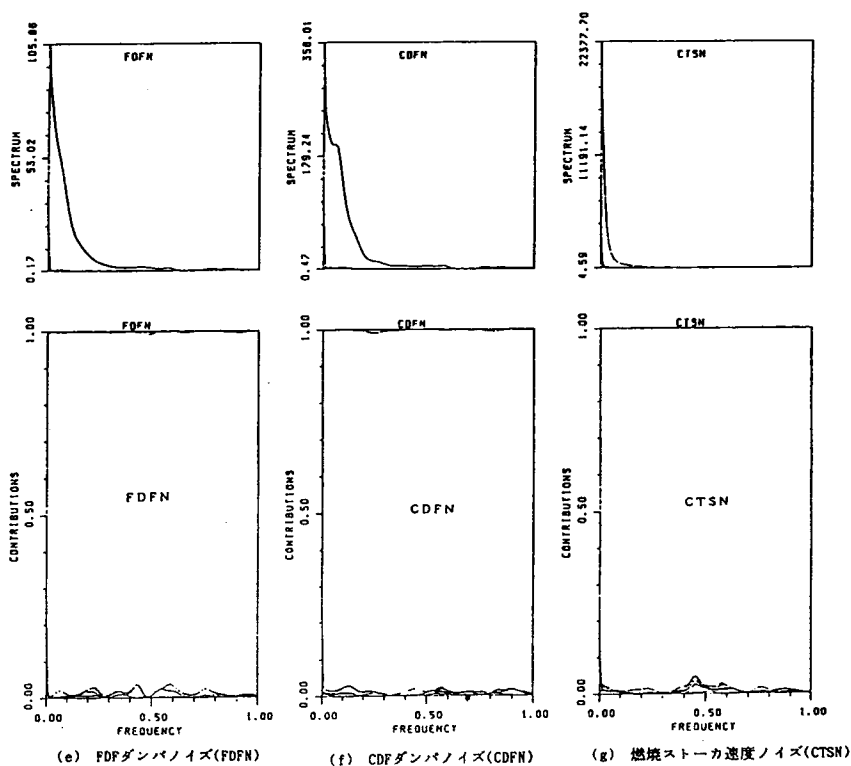 105.86
53.02
0.17
SPECTRUM
FDFN
358.01
179.24
0.47
SPECTRUM
CDFN
22377.70
11191.14
4.59
SPECTRUM
CTSN
FDFN
1.00
0.50
0.00
CONTRIBUTIONS
FDFN
0.00 0.50 1.00
FREQUENCY
CDFN
1.00
0.50
0.00
CONTRIBUTIONS
CDFN
0.00 0.50 1.00
FREQUENCY
CTSN
1.00
0.50
0.00
CONTRIBUTIONS
CTSN
0.00 0.50 1.00
FREQUENCY
(e) FDFダンパノイズ(FDFN)
(f) CDFダンパノイズ(CDFN)
(g) 燃焼ストーカ速度ノイズ(CTSN)